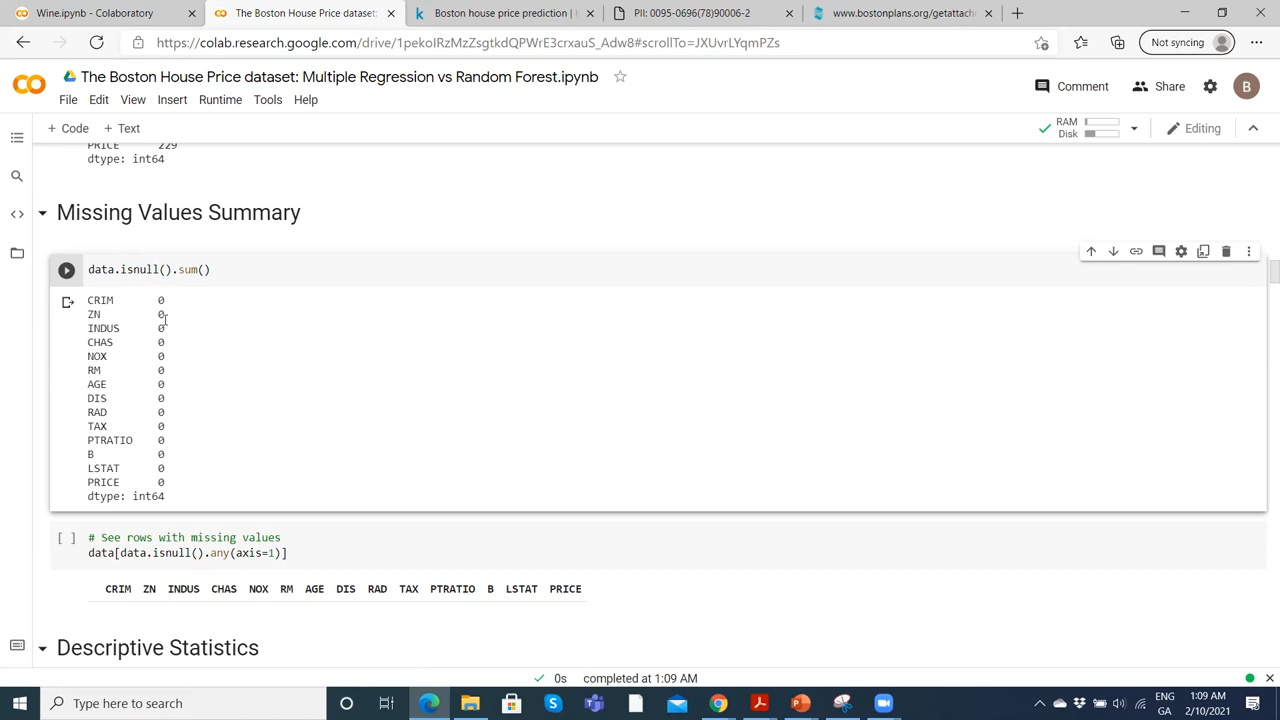 Wine.ipynb - Colaboratory
The Boston House Price dataset:
Boston house price prediction |
PII: 0095-0696(78)90006-2
www.bostonplans.org/getattachm
https://colab.research.google.com/drive/1pekoIRzMzZsgtkdQPWrE3crxauS_Adw8#scrollTo=JXUvrLYqmPZs
Not syncing
The Boston House Price dataset: Multiple Regression vs Random Forest.ipynb
Comment
Share
B
File Edit View Insert Runtime Tools Help
+ Code + Text
RAM
Disk
Editing
PRICE 229
dtype: int64
Missing Values Summary
data.isnull().sum()
CRIM 0
ZN 0
INDUS 0
CHAS 0
NOX 0
RM 0
AGE 0
DIS 0
RAD 0
TAX 0
PTRATIO 0
B 0
LSTAT 0
PRICE 0
dtype: int64
[ ] # See rows with missing values
data[data.isnull().any(axis=1)]
CRIM ZN INDUS CHAS NOX RM AGE DIS RAD TAX PTRATIO B LSTAT PRICE
Descriptive Statistics
0s completed at 1:09 AM
Type here to search
ENG
GA
1:09 AM
2/10/2021